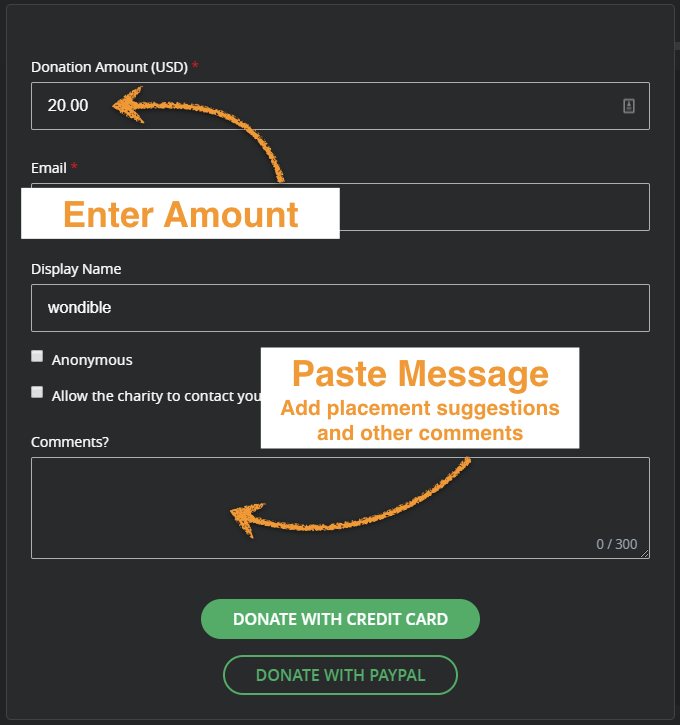 Donation Amount (USD) *
20.00
Email *
Enter Amount
Display Name
wondible
Anonymous
Allow the charity to contact you
Paste Message
Add placement suggestions
and other comments
Comments?
0 / 300
DONATE WITH CREDIT CARD
DONATE WITH PAYPAL